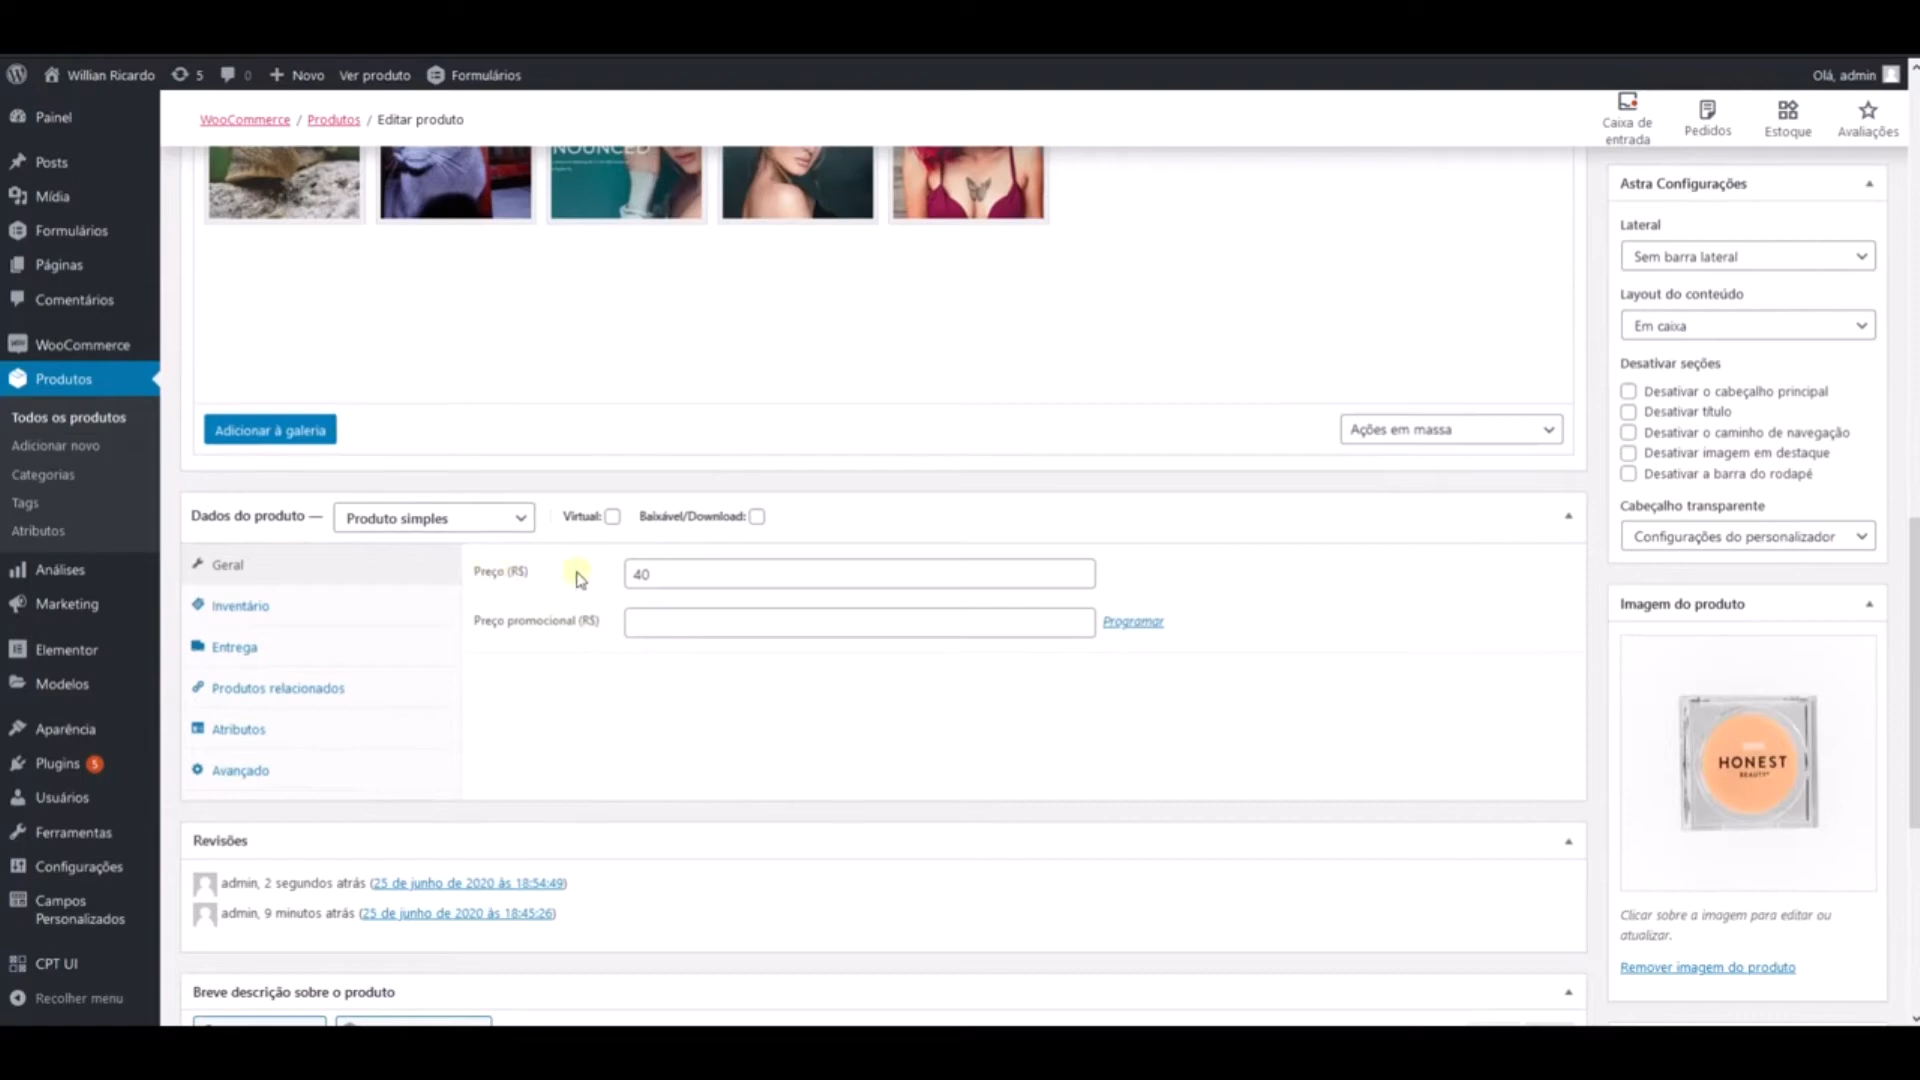 Willian Ricardo
5
0
Novo
Ver produto
Formulários
Olá, admin
Painel
Posts
Mídia
Formulários
Páginas
Comentários
WooCommerce
Produtos
Todos os produtos
Adicionar novo
Categorias
Tags
Atributos
Análises
Marketing
Elementor
Modelos
Aparência
Plugins 5
Usuários
Ferramentas
Configurações
Campos
Personalizados
CPT UI
Recolher menu
WooCommerce / Produtos / Editar produto
Caixa de
entrada
Pedidos
Estoque
Avaliações
NOUNCED
Adicionar à galeria
Ações em massa
Dados do produto —
Produto simples
Virtual:
Baixável/Download:
Geral
Inventário
Entrega
Produtos relacionados
Atributos
Avançado
Preço (R$)
40
Preço promocional (R$)
Programar
Revisões
admin, 2 segundos atrás (25 de junho de 2020 às 18:54:49)
admin, 9 minutos atrás (25 de junho de 2020 às 18:45:26)
Breve descrição sobre o produto
Astra Configurações
Lateral
Sem barra lateral
Layout do conteúdo
Em caixa
Desativar seções
Desativar o cabeçalho principal
Desativar título
Desativar o caminho de navegação
Desativar imagem em destaque
Desativar a barra do rodapé
Cabeçalho transparente
Configurações do personalizador
Imagem do produto
HONEST
BEAUTY
Clicar sobre a imagem para editar ou
atualizar.
Remover imagem do produto